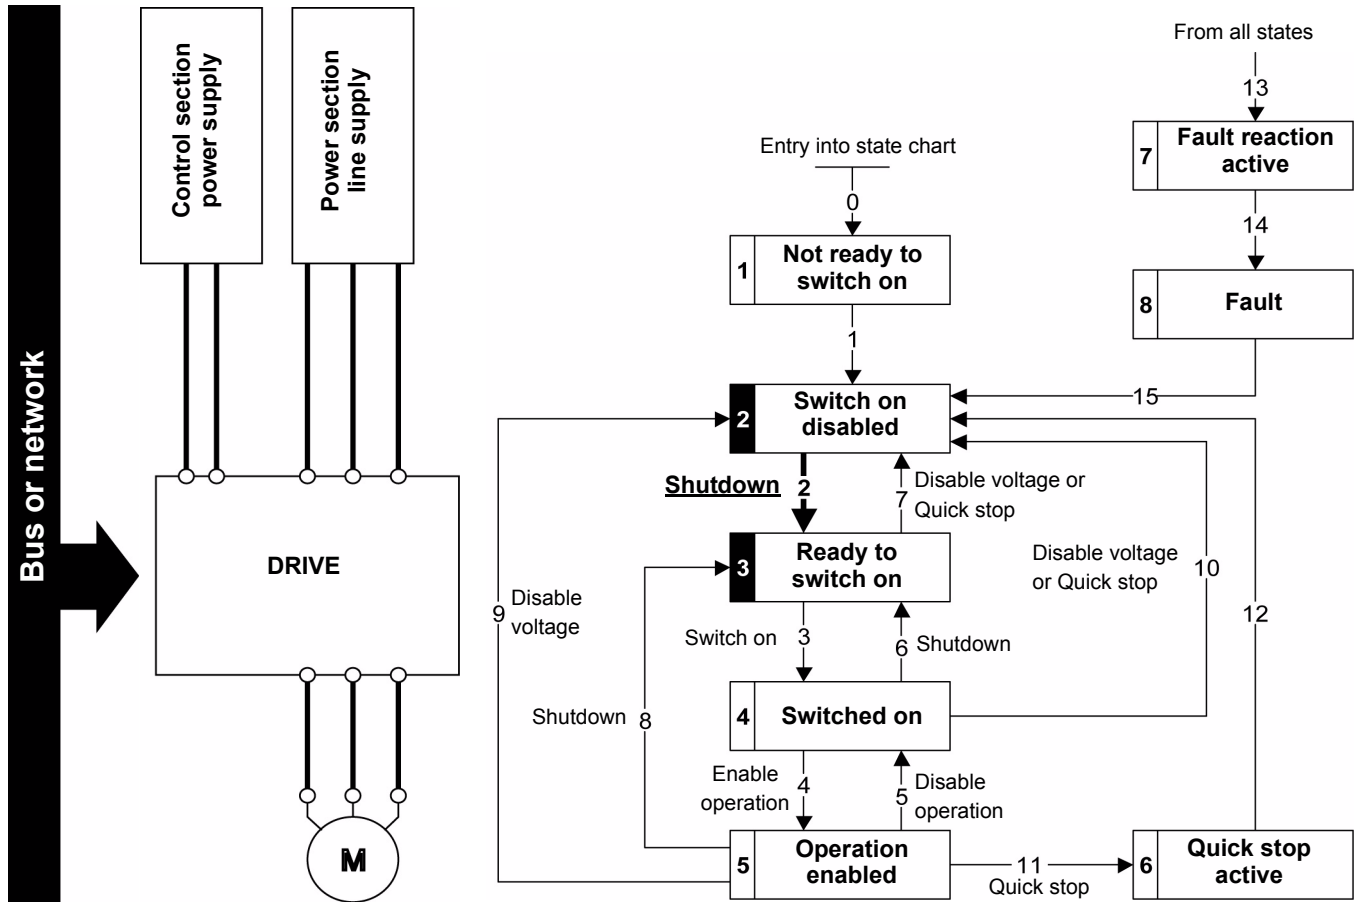 Bus or network
Control section
power supply
Power section
line supply
DRIVE
M
From all states
13
7
Fault reaction
active
14
8
Fault
15
Entry into state chart
0
1
Not ready to
switch on
1
2
Switch on
disabled
Shutdown
2
7
Disable voltage or
Quick stop
3
Ready to
switch on
Disable voltage
or Quick stop
10
12
9
Disable
voltage
Switch on
3
6
Shutdown
4
Switched on
Shutdown
8
Enable
operation
4
5
Disable
operation
5
Operation
enabled
11
Quick stop
6
Quick stop
active